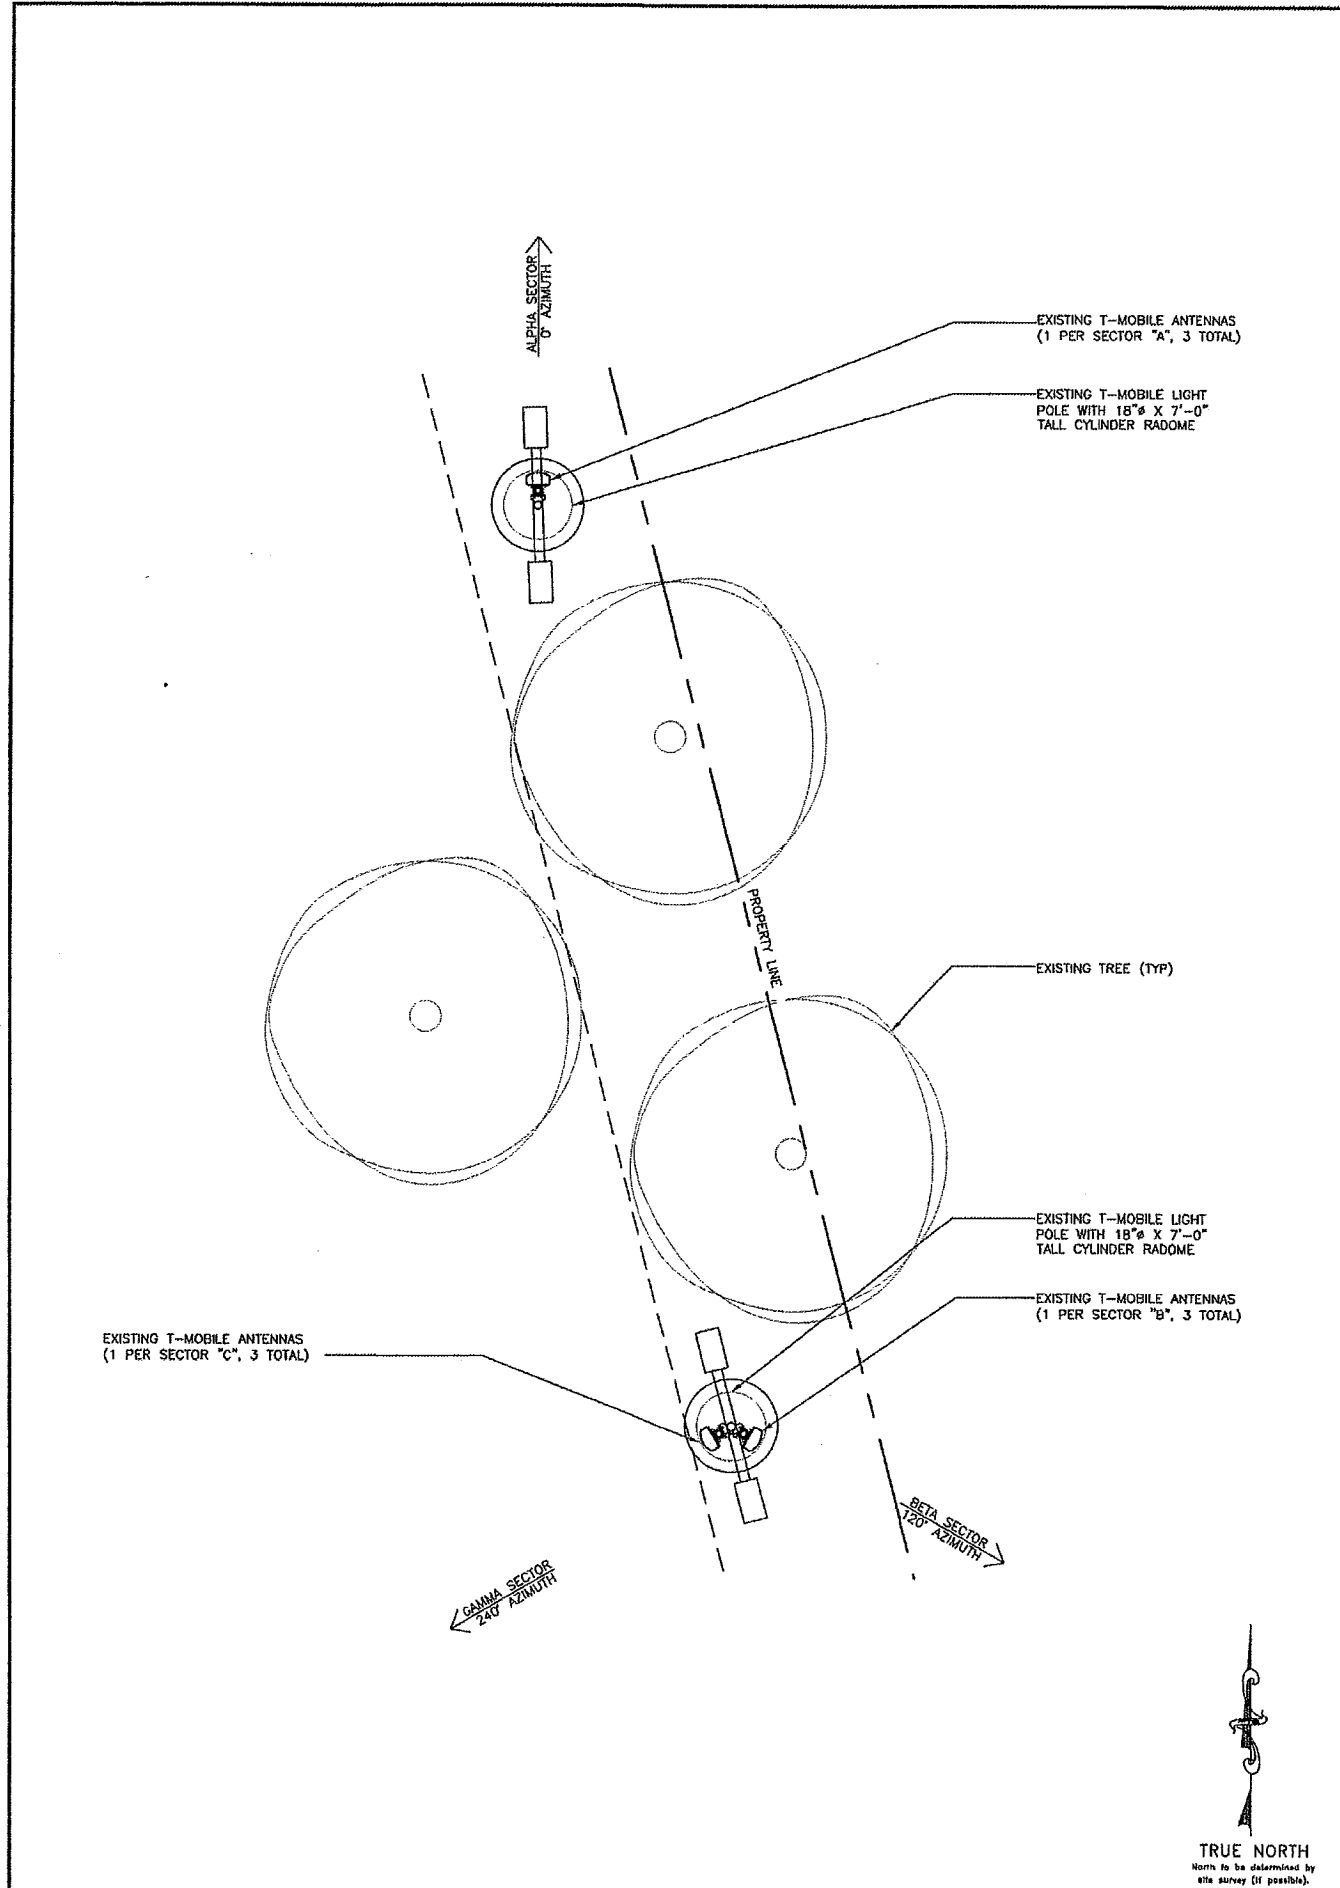 ALPHA SECTOR
0° AZIMUTH
EXISTING T-MOBILE ANTENNAS
(1 PER SECTOR "A", 3 TOTAL)
EXISTING T-MOBILE LIGHT
POLE WITH 18"ø X 7'-0"
TALL CYLINDER RADOME
PROPERTY LINE
EXISTING TREE (TYP)
EXISTING T-MOBILE LIGHT
POLE WITH 18"ø X 7'-0"
TALL CYLINDER RADOME
EXISTING T-MOBILE ANTENNAS
(1 PER SECTOR "B", 3 TOTAL)
EXISTING T-MOBILE ANTENNAS
(1 PER SECTOR "C", 3 TOTAL)
BETA SECTOR
120° AZIMUTH
GAMMA SECTOR
240° AZIMUTH
TRUE NORTH
North to be determined by
site survey (if possible).